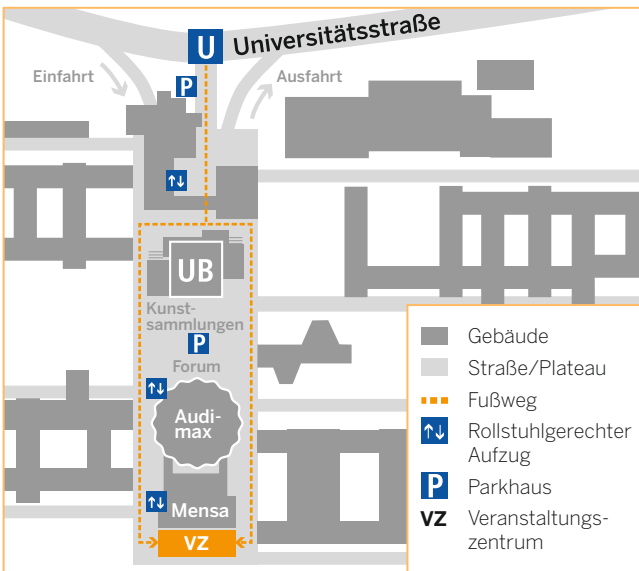 U Universitätsstraße
Einfahrt
P
Ausfahrt
UB
Kunst-
sammlungen
P
Forum
Audi-
max
Mensa
VZ
Gebäude
Straße/Plateau
Fußweg
Rollstuhlgerechter
Aufzug
P Parkhaus
VZ Veranstaltungs-
zentrum